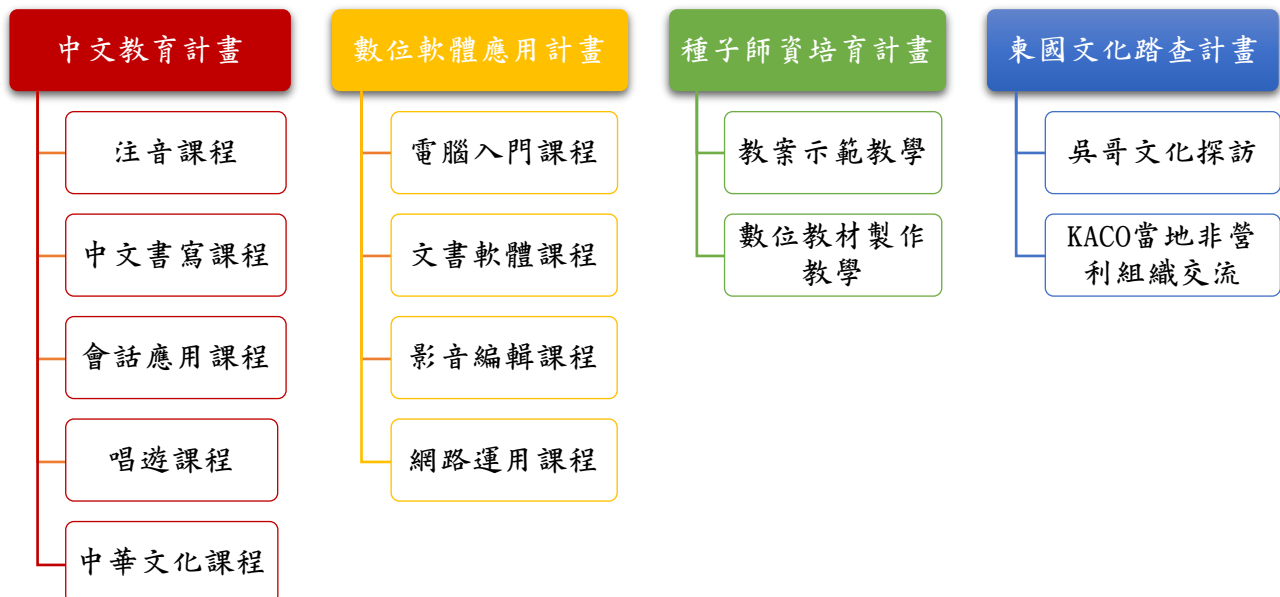 中文教育計畫
注音課程
中文書寫課程
會話應用課程
唱遊課程
中華文化課程
數位軟體應用計畫
電腦入門課程
文書軟體課程
影音編輯課程
網路運用課程
種子師資培育計畫
教案示範教學
數位教材製作
教學
柬國文化踏查計畫
吳哥文化探訪
KACO當地非營
利組織交流